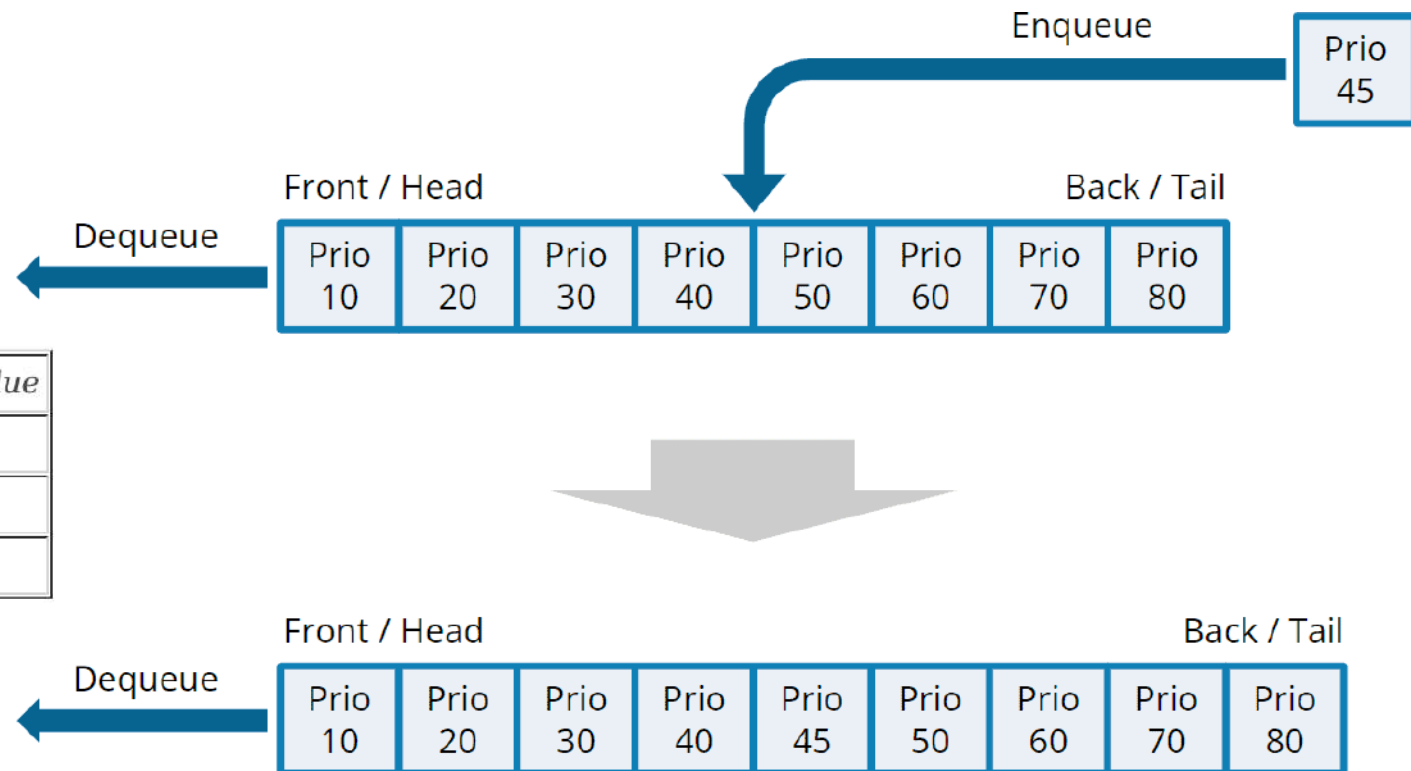 Enqueue
Prio
45
Front / Head
Back / Tail
Dequeue
Prio Prio Prio Prio Prio Prio Prio Prio
10 20 30 40 50 60 70 80
Front / Head
Back / Tail
Dequeue
Prio Prio Prio Prio Prio Prio Prio Prio Prio
10 20 30 40 45 50 60 70 80